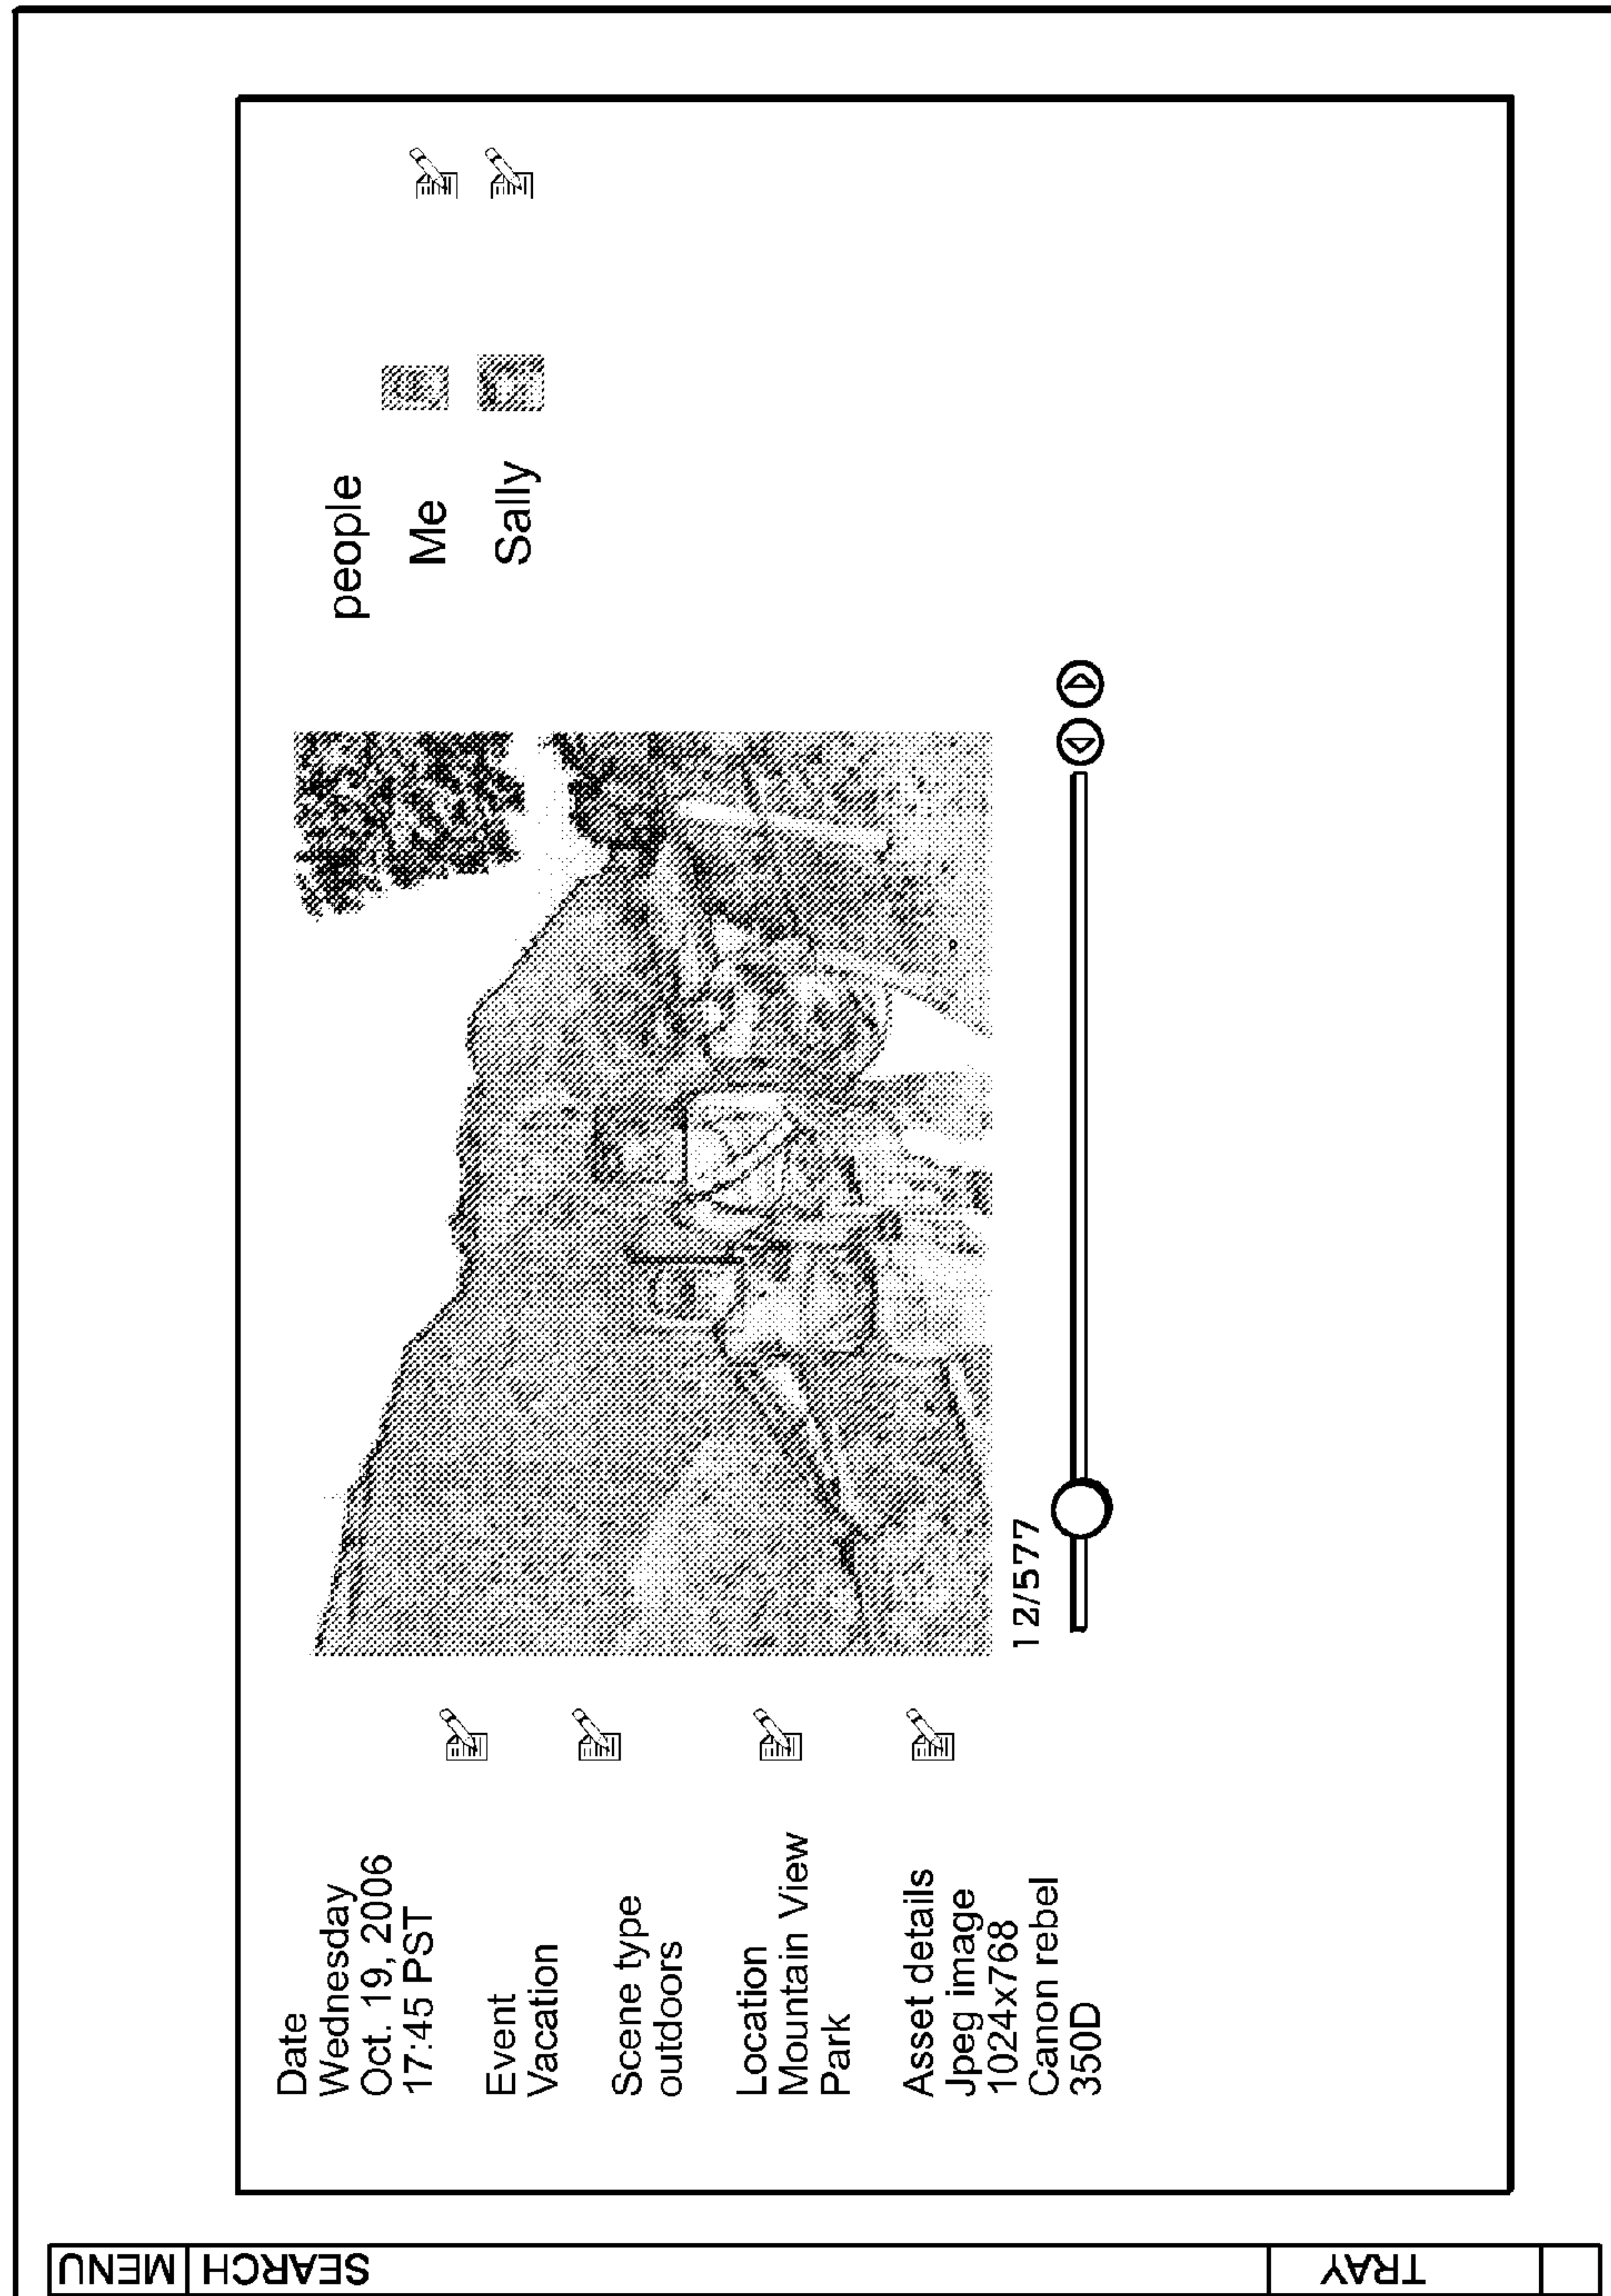 Date
Wednesday
Oct. 19, 2006
17:45 PST
Event
Vacation
Scene type
outdoors
Location
Mountain View
Park
Asset details
Jpeg image
1024x768
Canon rebel
350D
12/577
people
Me
Sally
MENU
SEARCH
TRAY